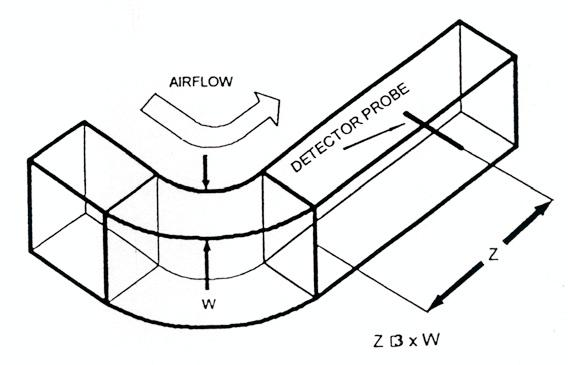 AIRFLOW
DETECTOR PROBE
W
Z
Z □3 x W